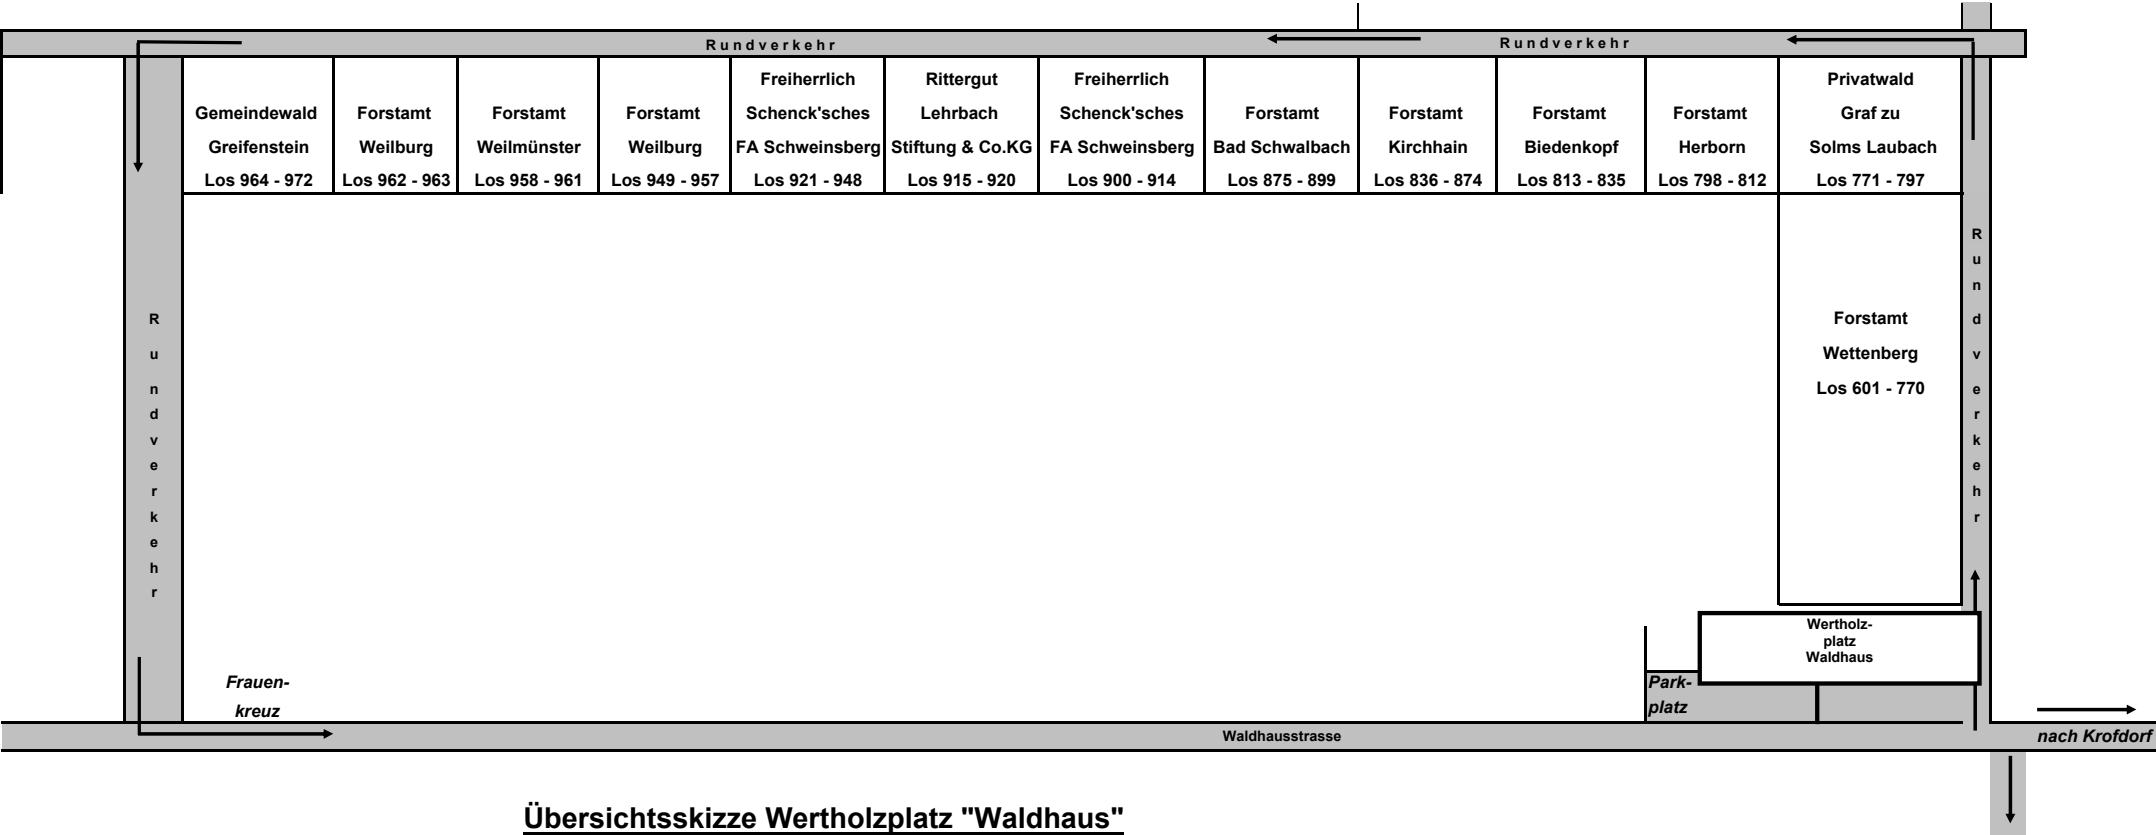 Rundverkehr
Rundverkehr
Gemeindewald
Greifenstein
Los 964 - 972
Forstamt
Weilburg
Los 962 - 963
Forstamt
Weilmünster
Los 958 - 961
Forstamt
Weilburg
Los 949 - 957
Freiherrlich
Schenck'sches
FA Schweinsberg
Los 921 - 948
Rittergut
Lehrbach
Stiftung & Co.KG
Los 915 - 920
Freiherrlich
Schenck'sches
FA Schweinsberg
Los 900 - 914
Forstamt
Bad Schwalbach
Los 875 - 899
Forstamt
Kirchhain
Los 836 - 874
Forstamt
Biedenkopf
Los 813 - 835
Forstamt
Herborn
Los 798 - 812
Privatwald
Graf zu
Solms Laubach
Los 771 - 797
Rundverkehr
Forstamt
Wettenberg
Los 601 - 770
Rundverkehr
Wertholz-
platz
Waldhaus
Frauen-
kreuz
Park-
platz
Waldhausstrasse
nach Krofdorf
Übersichtsskizze Wertholzplatz "Waldhaus"